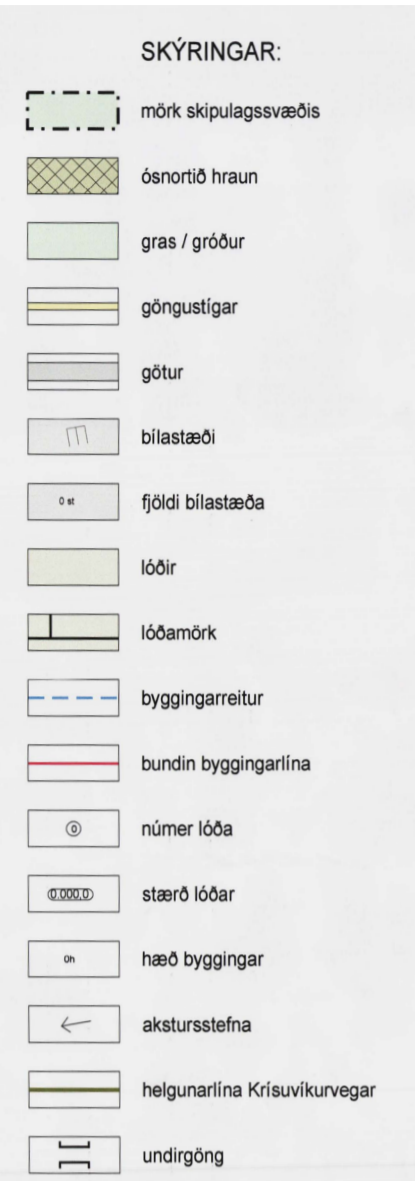 SKÝRINGAR:
mörk skipulagssvæðis
ósnortið hraun
gras / gróður
göngustígar
götur
bílastæði
0 st fjöldi bílastæða
lóðir
lóðamörk
byggingarreitur
bundin byggingarlína
0 númer lóða
0.000,0 stærð lóðar
0h hæð byggingar
akstursstefna
helgunarlína Krísuvíkurvegar
undirgöng